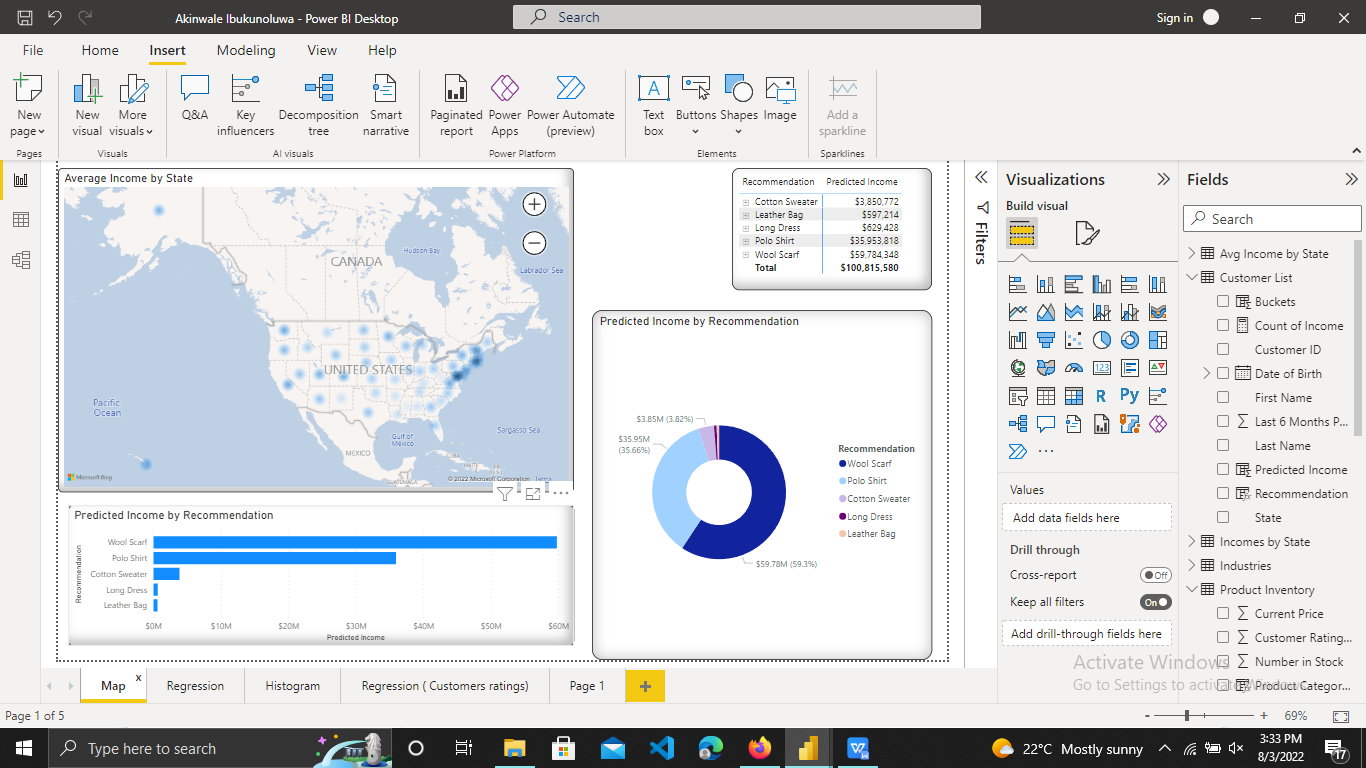 Akinwale Ibukunoluwa - Power BI Desktop
Search
Sign in
File
Home
Insert
Modeling
View
Help
New page
New visual
More visuals
Q&A
Key influencers
Decomposition tree
Smart narrative
Paginated report
Power Apps
Power Automate (preview)
Text box
Buttons
Shapes
Image
Add a sparkline
Pages
Visuals
AI visuals
Power Platform
Elements
Sparklines
Average Income by State
CANADA
Hudson Bay
Labrador Sea
UNITED STATES
Pacific Ocean
Sargasso Sea
Gulf of Mexico
MEXICO
CUBA
GUATEMALA
Microsoft Bing
© 2022 Microsoft Corporation Terms
Recommendation Predicted Income
Cotton Sweater $3,850,772
Leather Bag $597,214
Long Dress $629,428
Polo Shirt $35,953,818
Wool Scarf $59,784,348
Total $100,815,580
Predicted Income by Recommendation
Recommendation
Wool Scarf
Polo Shirt
Cotton Sweater
Long Dress
Leather Bag
$0M $10M $20M $30M $40M $50M $60M
Predicted Income
Predicted Income by Recommendation
$3.85M (3.82%)
$35.95M
(35.66%)
$59.78M (59.3%)
Recommendation
Wool Scarf
Polo Shirt
Cotton Sweater
Long Dress
Leather Bag
Filters
Visualizations
Build visual
123
R
Py
Values
Add data fields here
Drill through
Cross-report
Off
Keep all filters
On
Add drill-through fields here
Fields
Search
Avg Income by State
Customer List
Buckets
Count of Income
Customer ID
Date of Birth
First Name
Last 6 Months P...
Last Name
Predicted Income
Recommendation
State
Incomes by State
Industries
Product Inventory
Current Price
Customer Rating...
Number in Stock
Product Categor...
Activate Windows
Go to Settings to activate Windows.
Map
x
Regression
Histogram
Regression ( Customers ratings)
Page 1
Page 1 of 5
- + 69%
Type here to search
22°C Mostly sunny
3:33 PM
8/3/2022
17